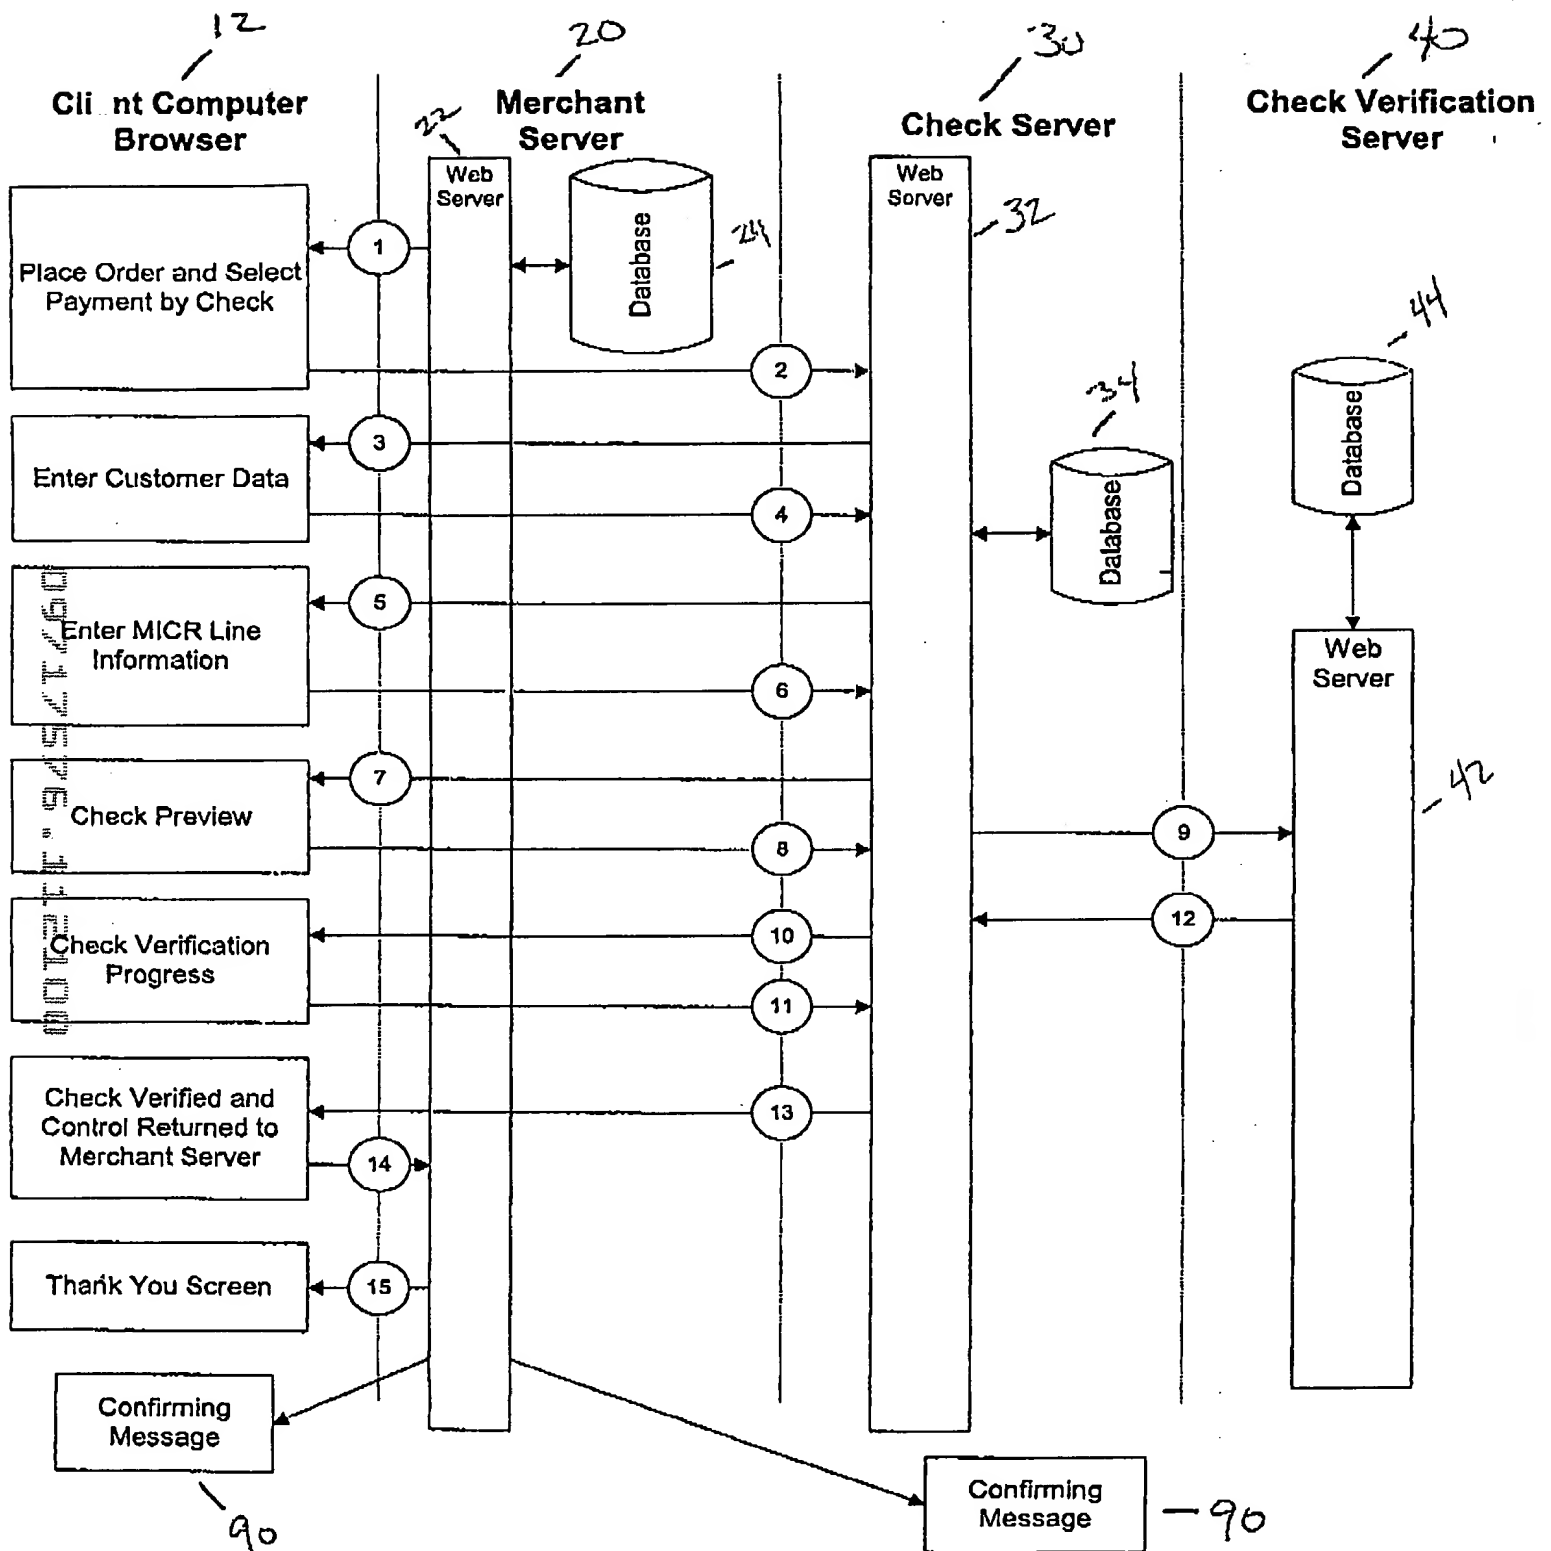 12
20
30
40
Cli nt Computer
Browser
Merchant
Server
Check Server
Check Verification
Server
22
Web
Server
Database
24
Web
Sorver
32
Place Order and Select
Payment by Check
1
2
44
Database
34
Database
Enter Customer Data
3
4
Enter MICR Line
Information
5
6
Web
Server
42
Check Preview
7
8
9
Check Verification
Progress
10
11
12
Check Verified and
Control Returned to
Merchant Server
13
14
Thank You Screen
15
Confirming
Message
90
Confirming
Message
90